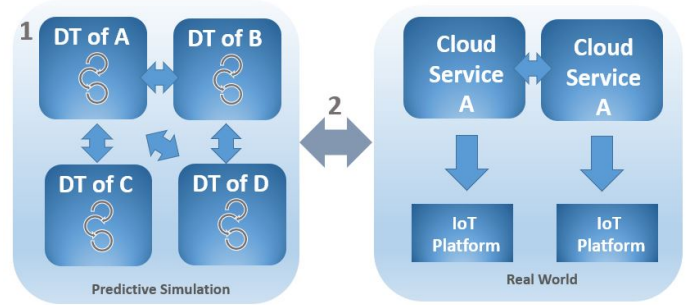 1
DT of A
DT of B
DT of C
DT of D
Predictive Simulation
2
Cloud
Service
A
Cloud
Service
A
IoT
Platform
IoT
Platform
Real World